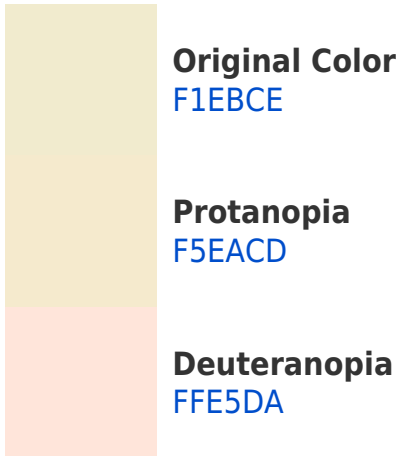 Original Color
F1EBCE
Protanopia
F5EACD
Deuteranopia
FFE5DA